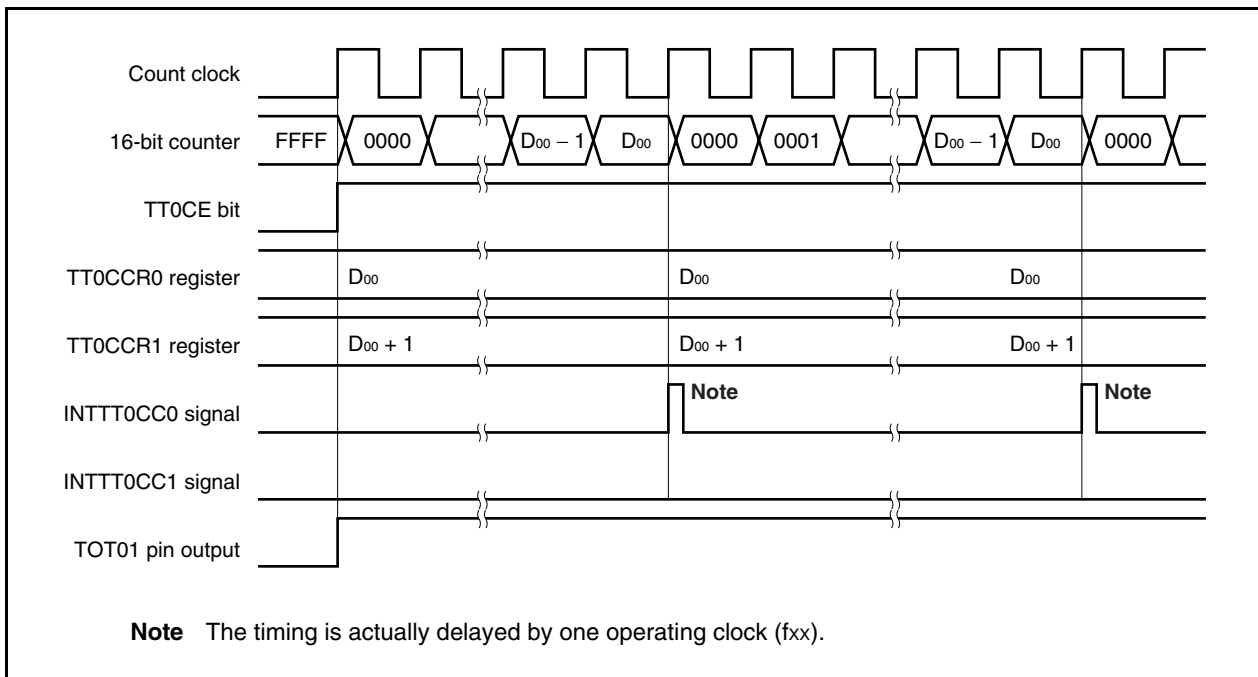 Count clock
16-bit counter FFFF 0000 D00 − 1 D00 0000 0001 D00 − 1 D00 0000
TT0CE bit
TT0CCR0 register D00 D00 D00
TT0CCR1 register D00 + 1 D00 + 1 D00 + 1
INTTT0CC0 signal Note Note
INTTT0CC1 signal
TOT01 pin output
Note The timing is actually delayed by one operating clock (fxx).